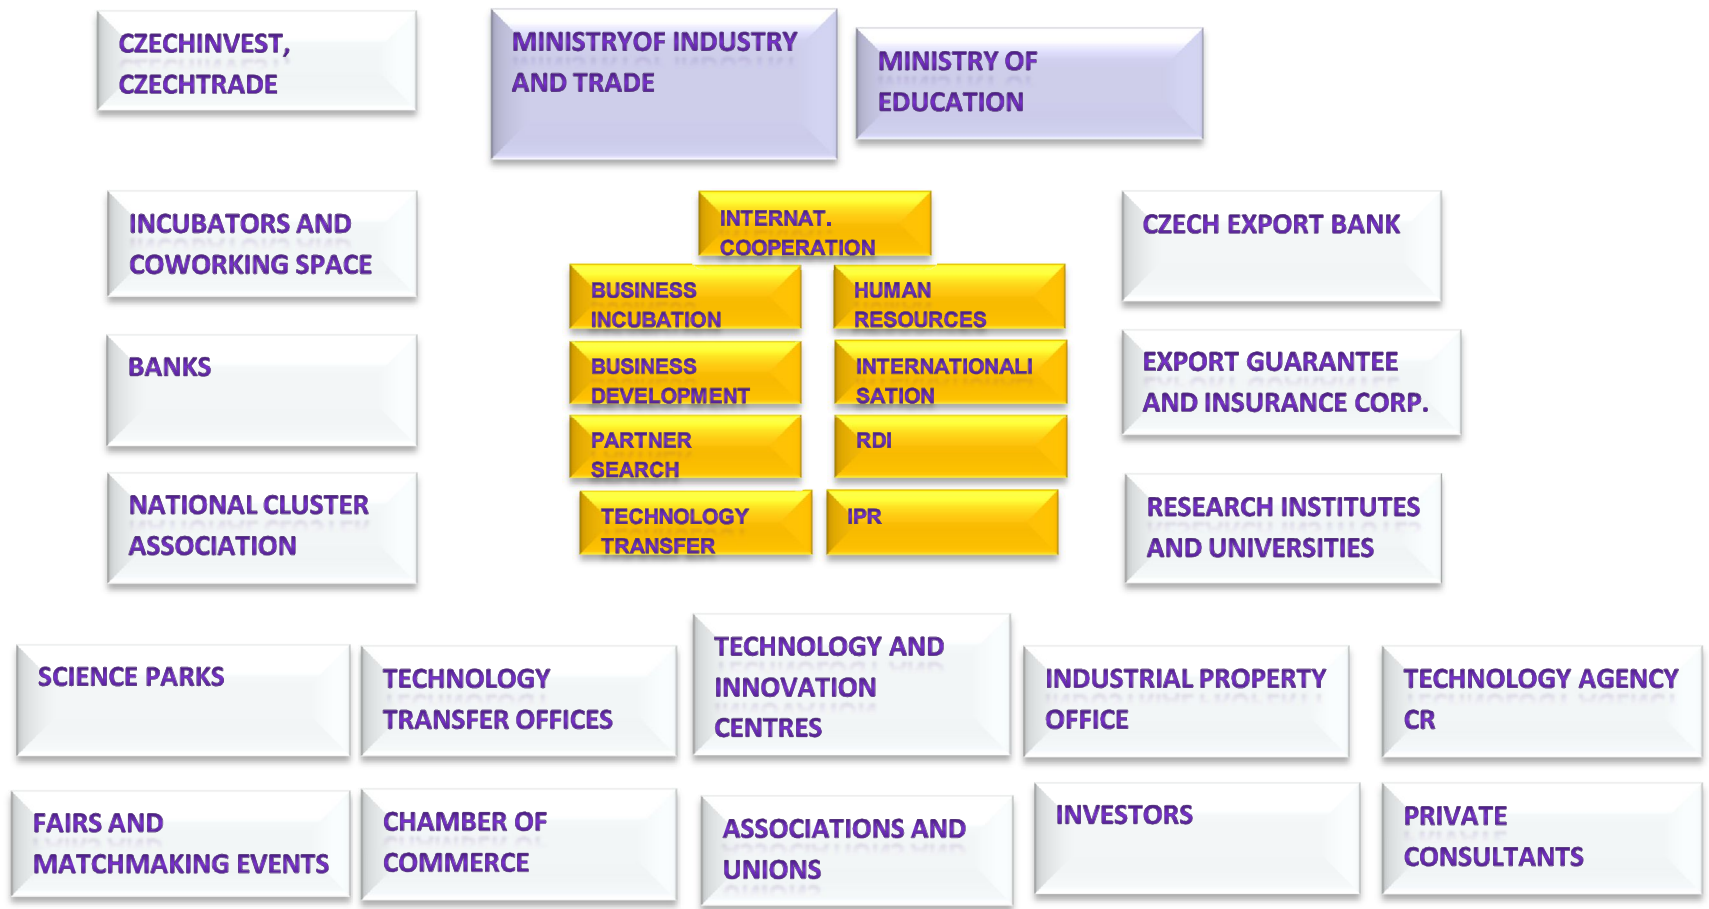 CZECHINVEST,
CZECHTRADE
MINISTRYOF INDUSTRY
AND TRADE
MINISTRY OF
EDUCATION
INCUBATORS AND
COWORKING SPACE
INTERNAT.
COOPERATION
CZECH EXPORT BANK
BUSINESS
INCUBATION
HUMAN
RESOURCES
BANKS
BUSINESS
DEVELOPMENT
INTERNATIONALI
SATION
EXPORT GUARANTEE
AND INSURANCE CORP.
PARTNER
SEARCH
RDI
NATIONAL CLUSTER
ASSOCIATION
TECHNOLOGY
TRANSFER
IPR
RESEARCH INSTITUTES
AND UNIVERSITIES
SCIENCE PARKS
TECHNOLOGY
TRANSFER OFFICES
TECHNOLOGY AND
INNOVATION
CENTRES
INDUSTRIAL PROPERTY
OFFICE
TECHNOLOGY AGENCY
CR
FAIRS AND
MATCHMAKING EVENTS
CHAMBER OF
COMMERCE
ASSOCIATIONS AND
UNIONS
INVESTORS
PRIVATE
CONSULTANTS